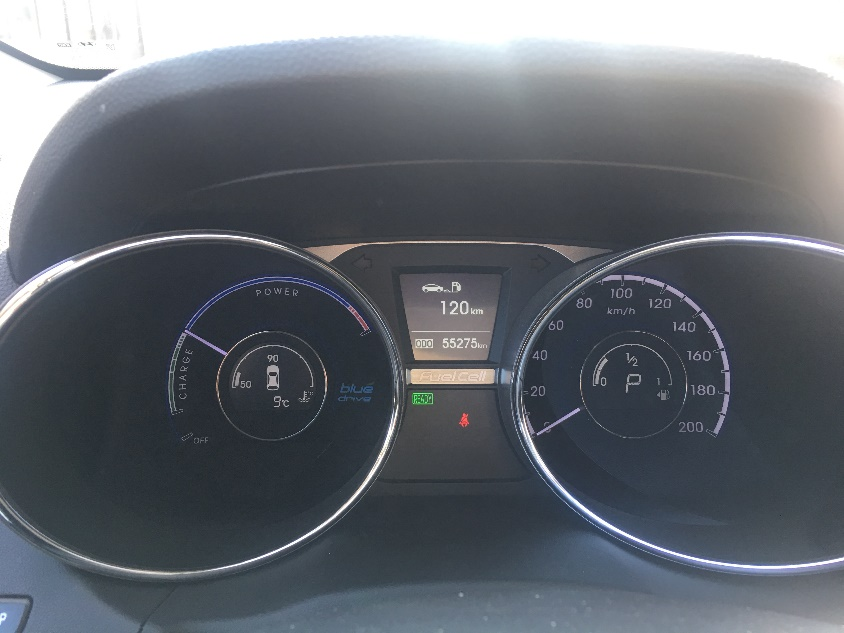 POWER
CHARGE
OFF
90
50
9°C
blue
drive
120 km
ODO 55275 km
Fuel Cell
READY
0
20
40
60
80
100
120
140
160
180
200
km/h
1/2
0
P
1